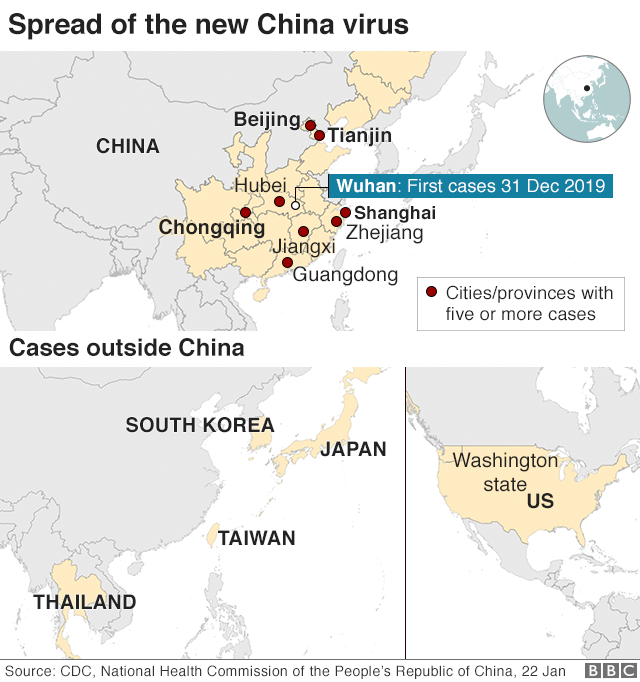 Spread of the new China virus
Beijing
Tianjin
CHINA
Hubei
Wuhan: First cases 31 Dec 2019
Shanghai
Chongqing
Zhejiang
Jiangxi
Guangdong
Cities/provinces with
five or more cases
Cases outside China
SOUTH KOREA
JAPAN
TAIWAN
THAILAND
Washington
state
US
Source: CDC, National Health Commission of the People's Republic of China, 22 Jan
BBC